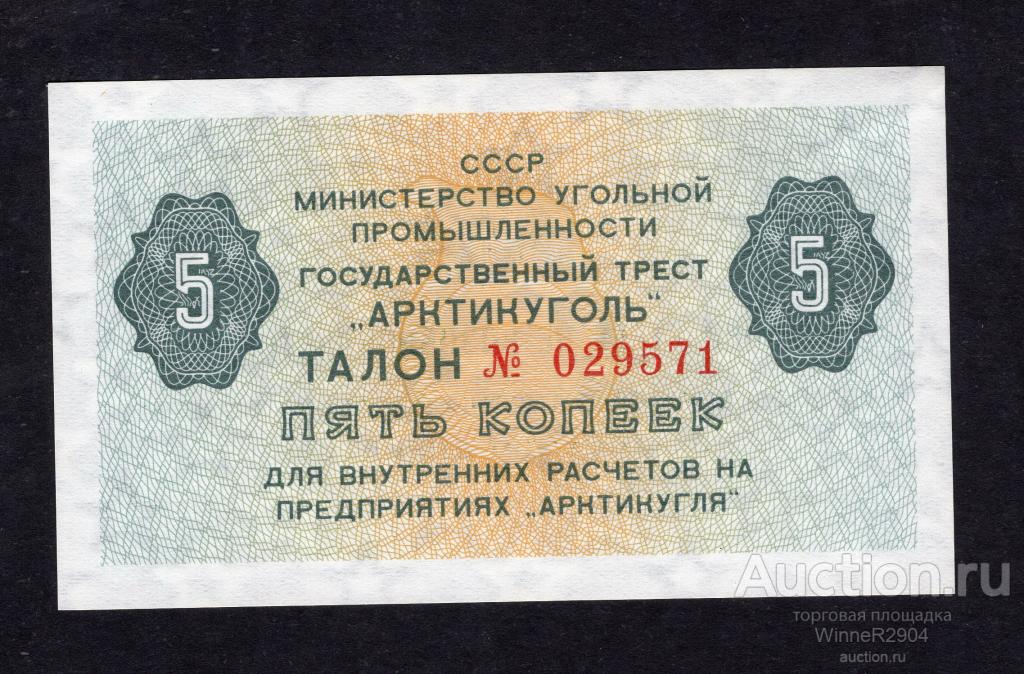 СССР
МИНИСТЕРСТВО УГОЛЬНОЙ
ПРОМЫШЛЕННОСТИ
ГОСУДАРСТВЕННЫЙ ТРЕСТ
„АРКТИКУГОЛЬ“
ТАЛОН № 029571
5
5
ПЯТЬ КОПЕЕК
ДЛЯ ВНУТРЕННИХ РАСЧЕТОВ НА
ПРЕДПРИЯТИЯХ „АРКТИКУГЛЯ“
Auction.ru
торговая площадка
WinneR2904
auction.ru